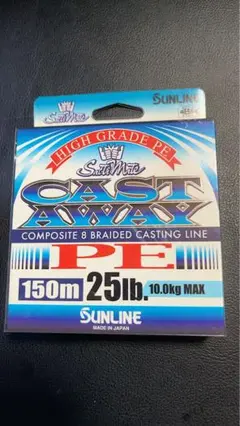 SaltiMate
SUNLINE
HIGH GRADE PE
SaltiMate
CAST
AWAY
COMPOSITE 8 BRAIDED CASTING LINE
PE
150m 25lb. 10.0kg MAX
SUNLINE
MADE IN JAPAN